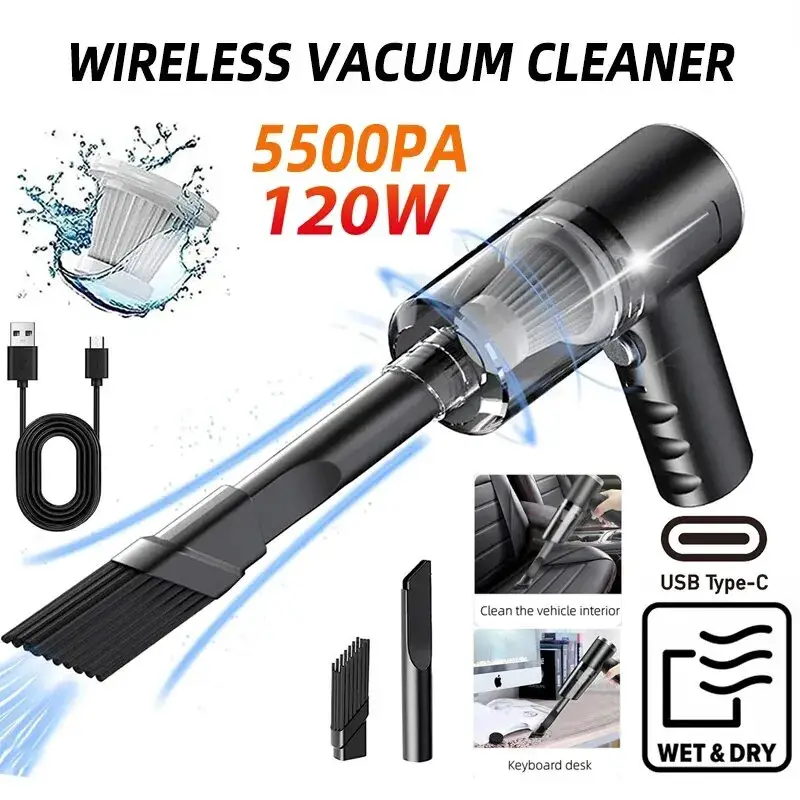 WIRELESS VACUUM CLEANER
5500PA
120W
USB Type-C
Clean the vehicle interior
Keyboard desk
WET & DRY